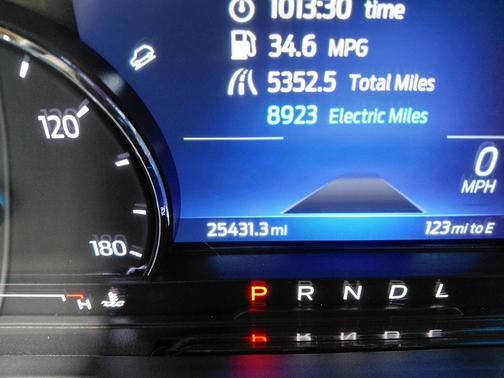 1013:30 time
34.6 MPG
5352.5 Total Miles
8923 Electric Miles
120
0
MPH
25431.3 mi 123 mi to E
180
H
P R N D L